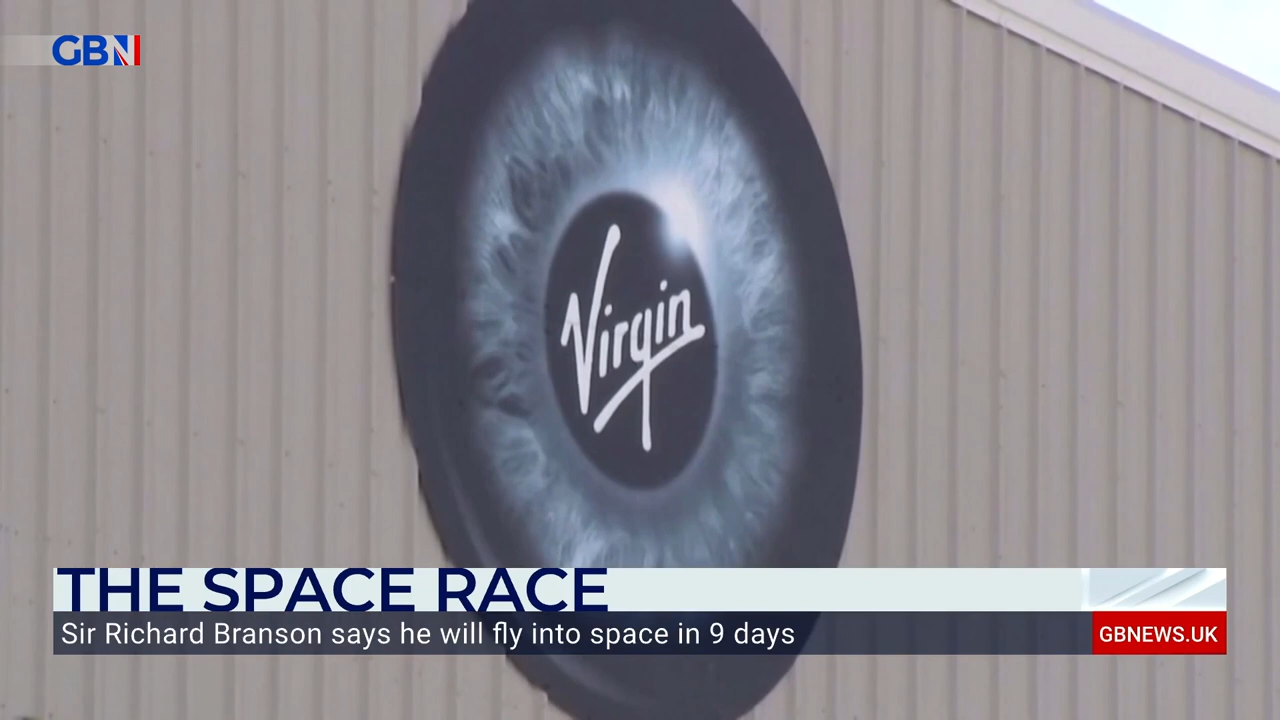 GBN
Virgin
THE SPACE RACE
Sir Richard Branson says he will fly into space in 9 days
GBNEWS.UK